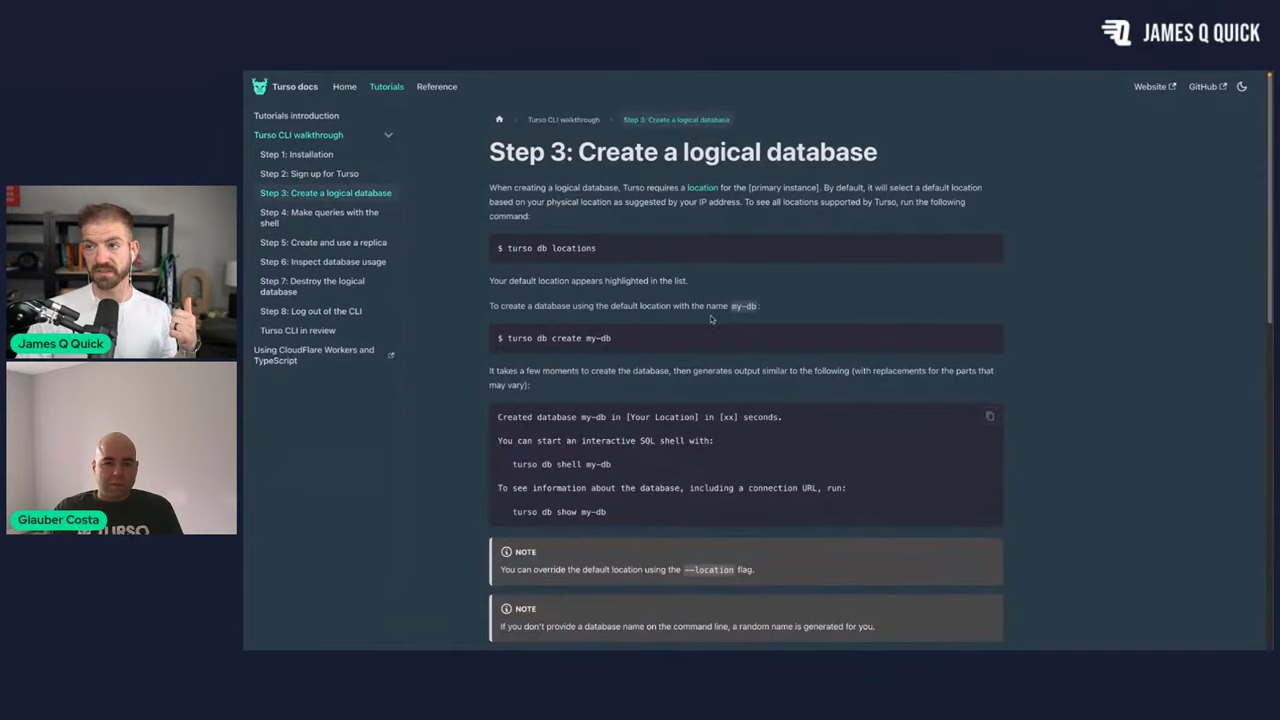 JAMES Q QUICK
Turso docs Home Tutorials Reference Website GitHub
Tutorials introduction
Turso CLI walkthrough
Step 1: Installation
Step 2: Sign up for Turso
Step 3: Create a logical database
Step 4: Make queries with the
shell
Step 5: Create and use a replica
Step 6: Inspect database usage
Step 7: Destroy the logical
database
Step 8: Log out of the CLI
Turso CLI in review
Using CloudFlare Workers and
TypeScript
Turso CLI walkthrough Step 3: Create a logical database
Step 3: Create a logical database
When creating a logical database, Turso requires a location for the [primary instance]. By default, it will select a default location
based on your physical location as suggested by your IP address. To see all locations supported by Turso, run the following
command:
$ turso db locations
Your default location appears highlighted in the list.
To create a database using the default location with the name my-db:
$ turso db create my-db
It takes a few moments to create the database, then generates output similar to the following (with replacements for the parts that
may vary):
Created database my-db in [Your Location] in [xx] seconds.
You can start an interactive SQL shell with:
turso db shell my-db
To see information about the database, including a connection URL, run:
turso db show my-db
NOTE
You can override the default location using the --location flag.
NOTE
If you don't provide a database name on the command line, a random name is generated for you.
James Q Quick
TURSO
Glauber Costa